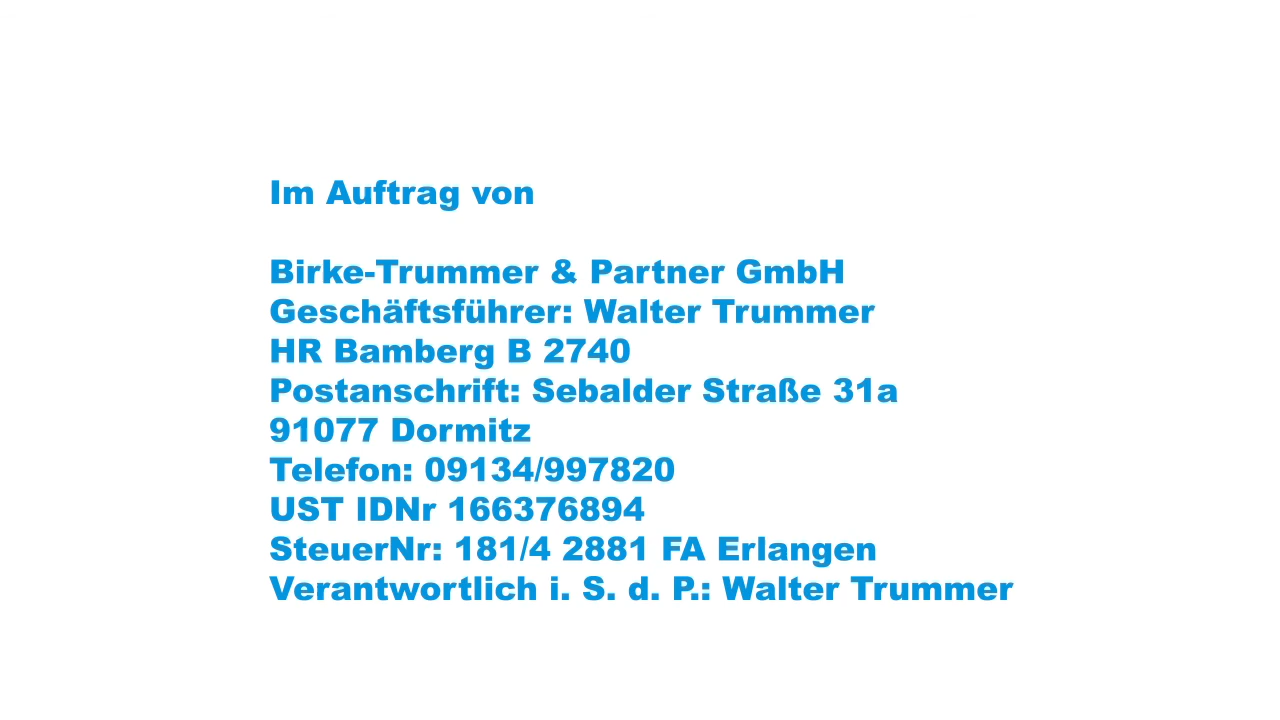 Im Auftrag von
Birke-Trummer & Partner GmbH
Geschäftsführer: Walter Trummer
HR Bamberg B 2740
Postanschrift: Sebalder Straße 31a
91077 Dormitz
Telefon: 09134/997820
UST IDNr 166376894
SteuerNr: 181/4 2881 FA Erlangen
Verantwortlich i. S. d. P.: Walter Trummer